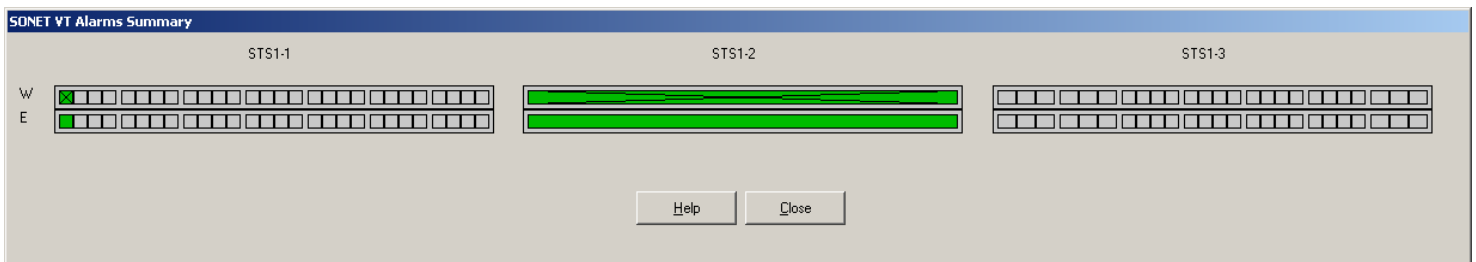 SONET VT Alarms Summary
STS1-1 STS1-2 STS1-3
W
E
Help Close